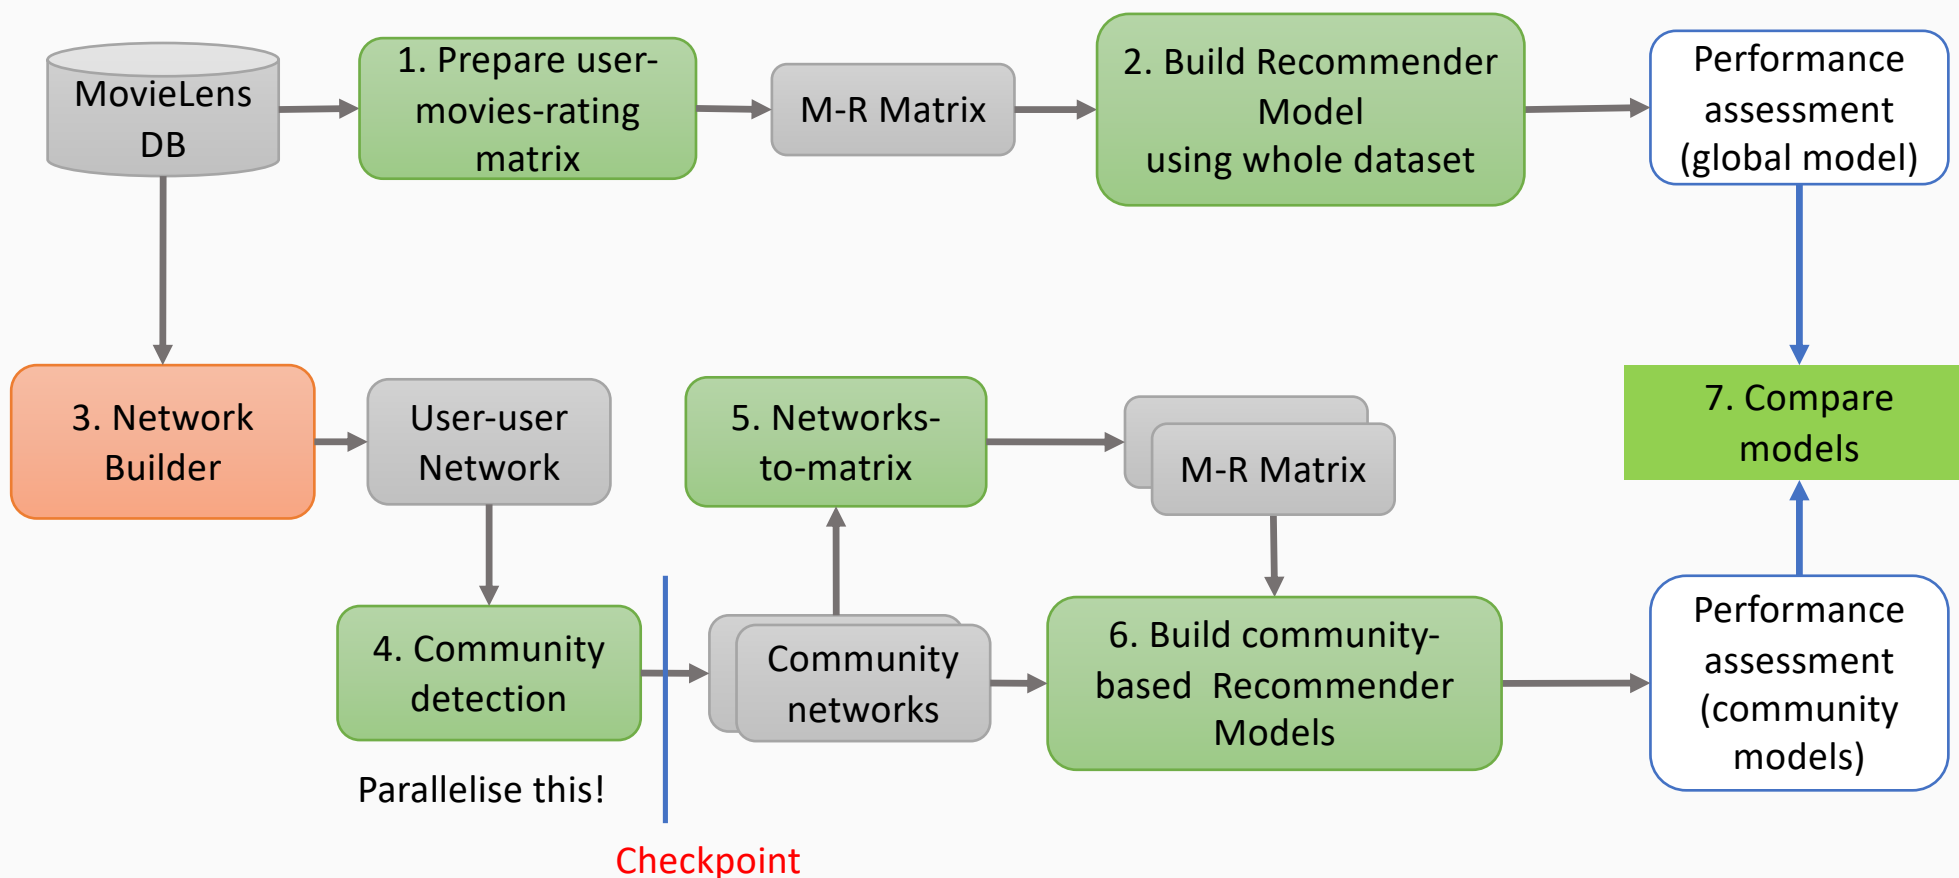 MovieLens
DB
1. Prepare user-
movies-rating
matrix
M-R Matrix
2. Build Recommender
Model
using whole dataset
Performance
assessment
(global model)
3. Network
Builder
User-user
Network
5. Networks-
to-matrix
M-R Matrix
7. Compare
models
4. Community
detection
Community
networks
6. Build community-
based  Recommender
Models
Performance
assessment
(community
models)
Parallelise this!
Checkpoint